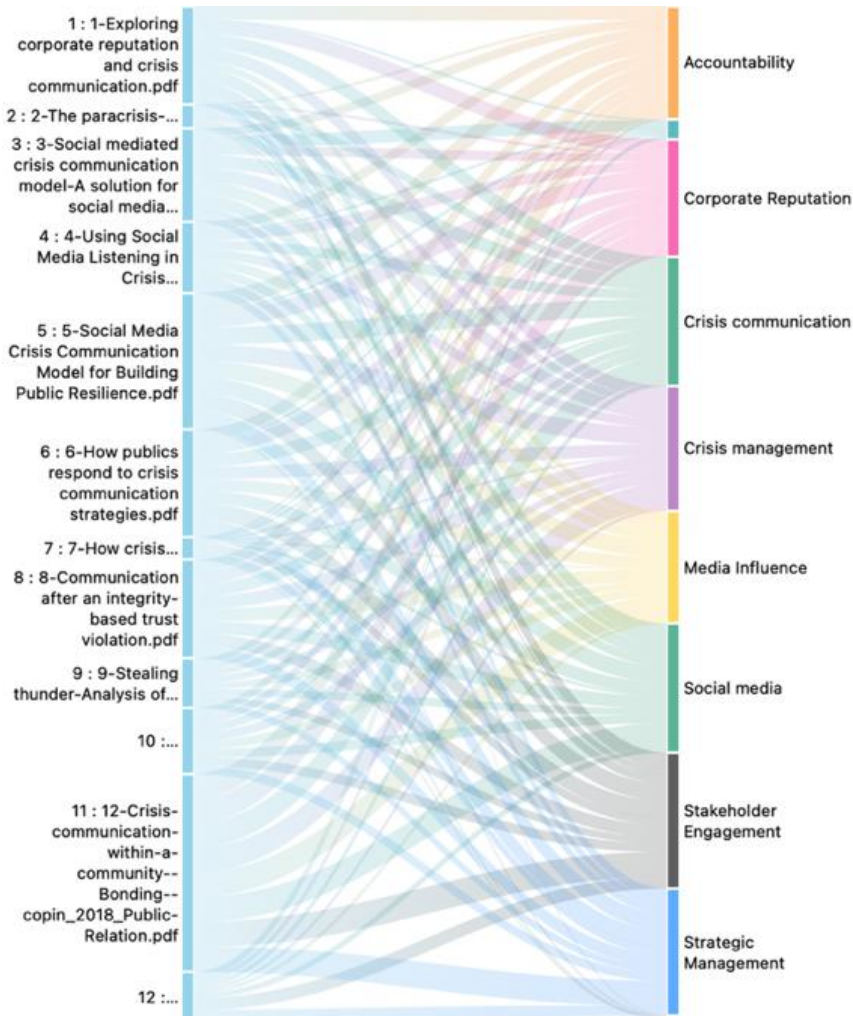 1 : 1-Exploring
corporate reputation
and crisis
communication.pdf
2 : 2-The paracrisis-...
3 : 3-Social mediated
crisis communication
model-A solution for
social media...
4 : 4-Using Social
Media Listening in
Crisis...
5 : 5-Social Media
Crisis Communication
Model for Building
Public Resilience.pdf
6 : 6-How publics
respond to crisis
communication
strategies.pdf
7 : 7-How crisis...
8 : 8-Communication
after an integrity-
based trust
violation.pdf
9 : 9-Stealing
thunder-Analysis of...
10 :...
11 : 12-Crisis-
communication-
within-a-
community--
Bonding--
copin_2018_Public-
Relation.pdf
12 :...
Accountability
Corporate Reputation
Crisis communication
Crisis management
Media Influence
Social media
Stakeholder
Engagement
Strategic
Management